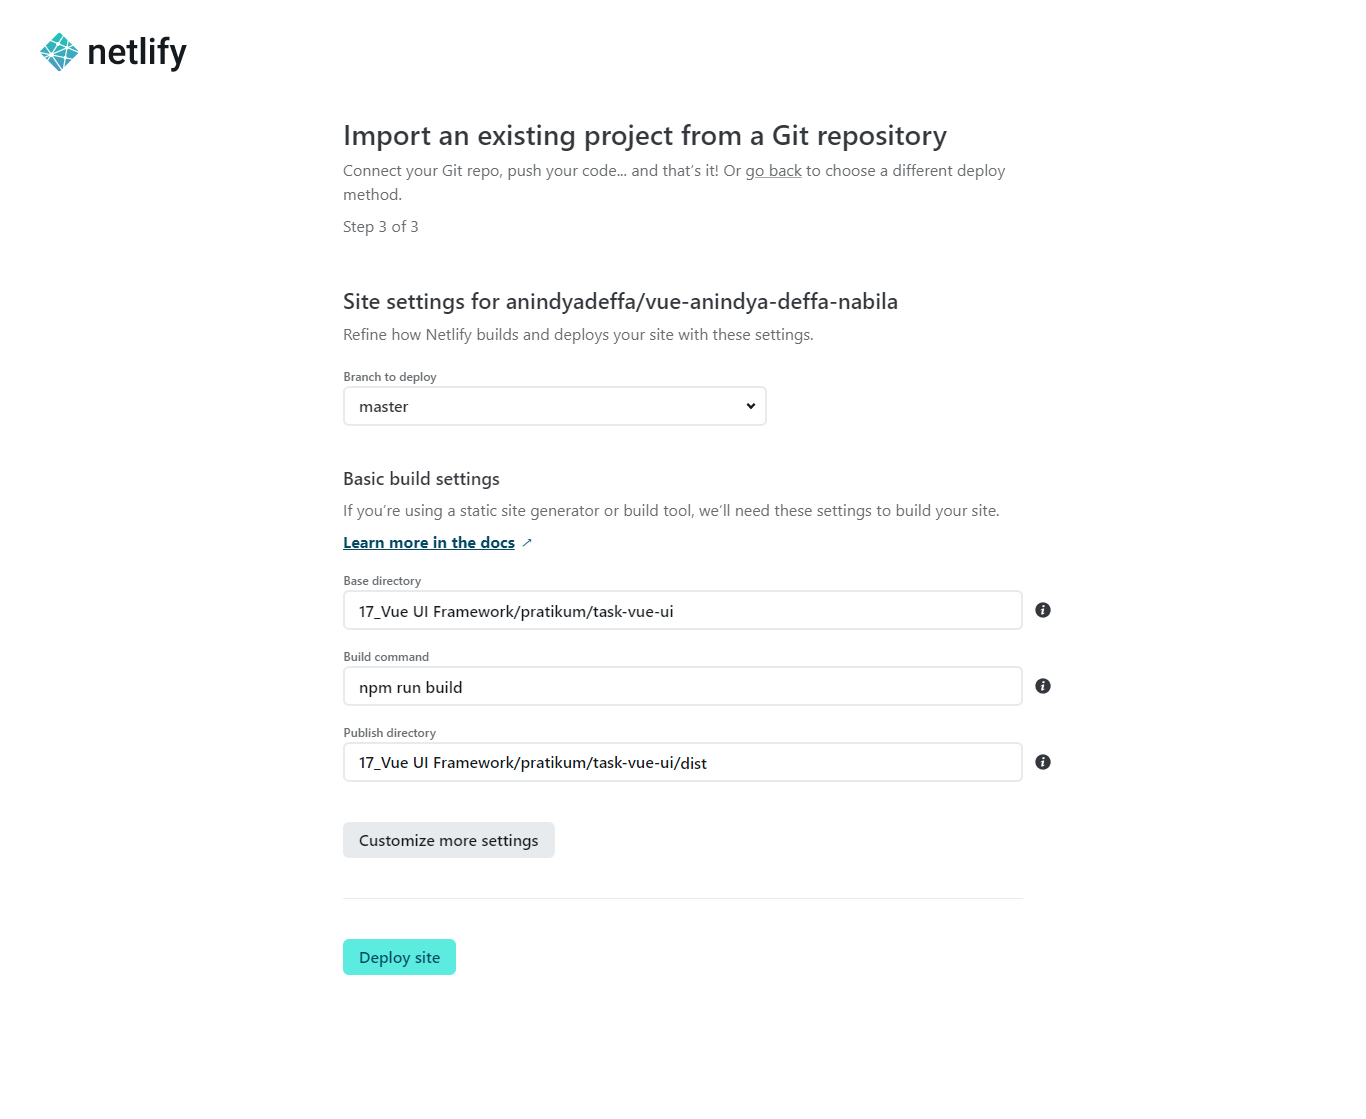 netlify
Import an existing project from a Git repository
Connect your Git repo, push your code... and that's it! Or go back to choose a different deploy
method.
Step 3 of 3
Site settings for anindyadeffa/vue-anindya-deffa-nabila
Refine how Netlify builds and deploys your site with these settings.
Branch to deploy
master
Basic build settings
If you're using a static site generator or build tool, we'll need these settings to build your site.
Learn more in the docs ↗
Base directory
17_Vue UI Framework/pratikum/task-vue-ui
Build command
npm run build
Publish directory
17_Vue UI Framework/pratikum/task-vue-ui/dist
Customize more settings
Deploy site